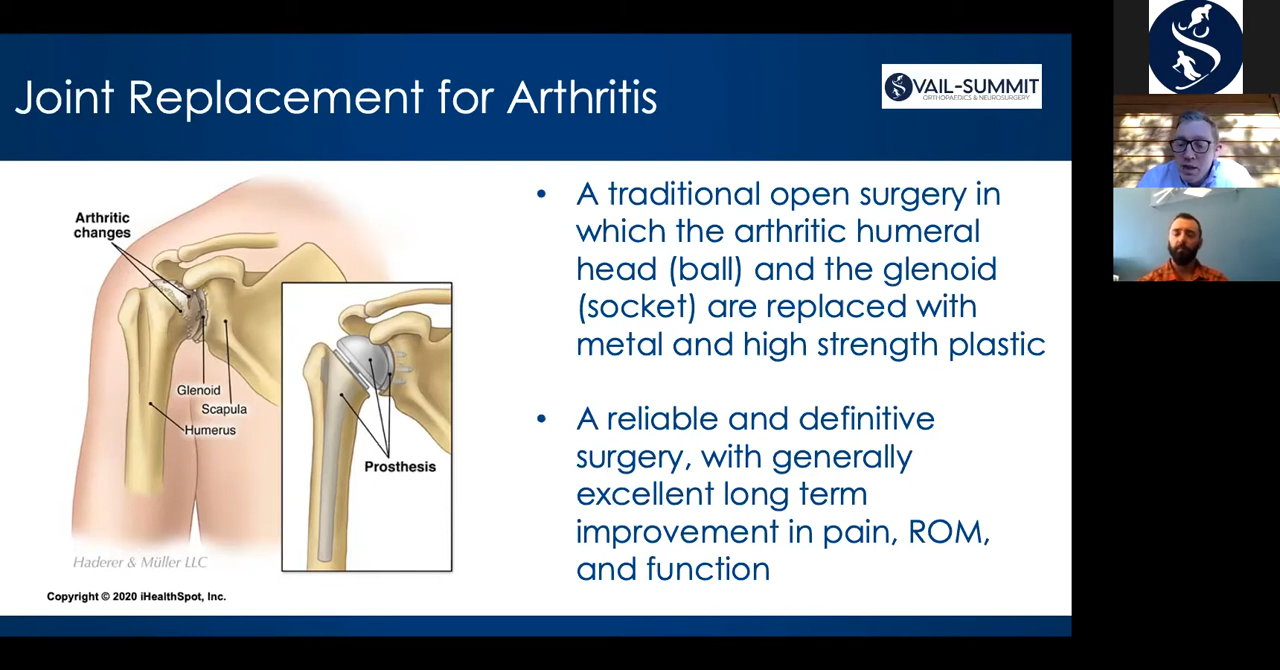 Joint Replacement for Arthritis
VAIL-SUMMIT
ORTHOPAEDICS & NEUROSURGERY
Arthritic
changes
Glenoid
Scapula
Humerus
Prosthesis
Haderer & Müller LLC
Copyright © 2020 iHealthSpot, Inc.
• A traditional open surgery in
which the arthritic humeral
head (ball) and the glenoid
(socket) are replaced with
metal and high strength plastic
• A reliable and definitive
surgery, with generally
excellent long term
improvement in pain, ROM,
and function